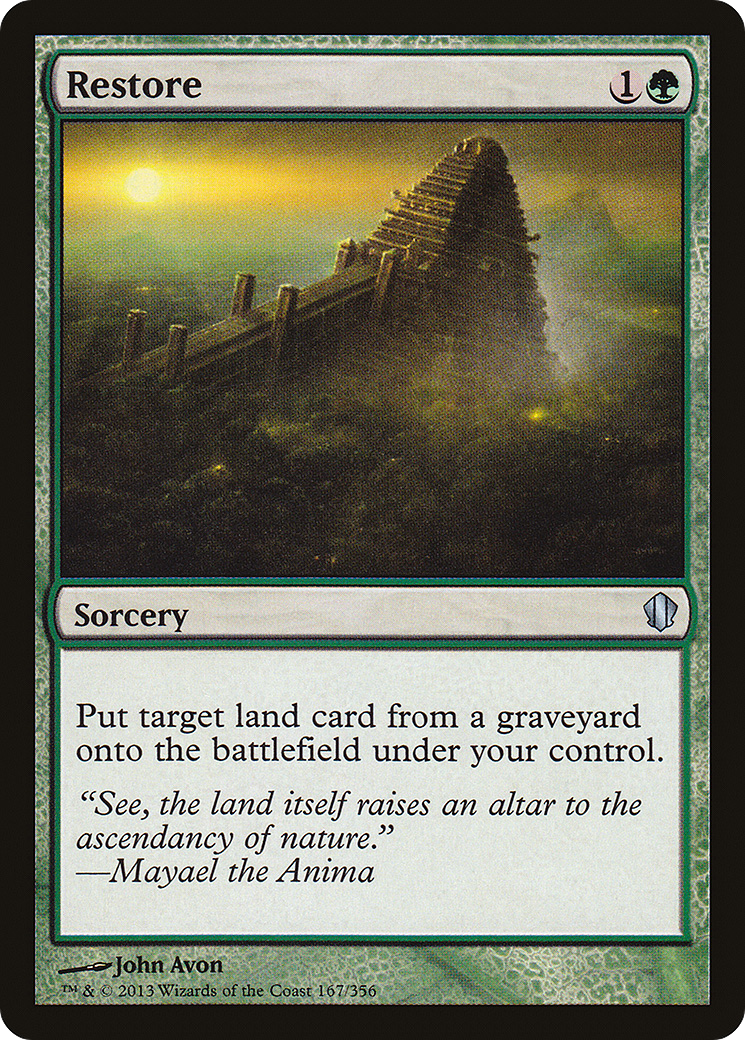 Restore 1
Sorcery
Put target land card from a graveyard
onto the battlefield under your control.
“See, the land itself raises an altar to the
ascendancy of nature.”
—Mayael the Anima
John Avon
™ & © 2013 Wizards of the Coast 167/356